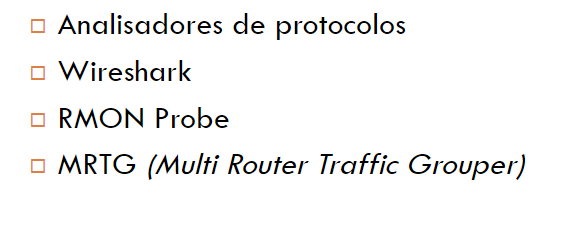 Analisadores de protocolos
Wireshark
RMON Probe
MRTG (Multi Router Traffic Grouper)